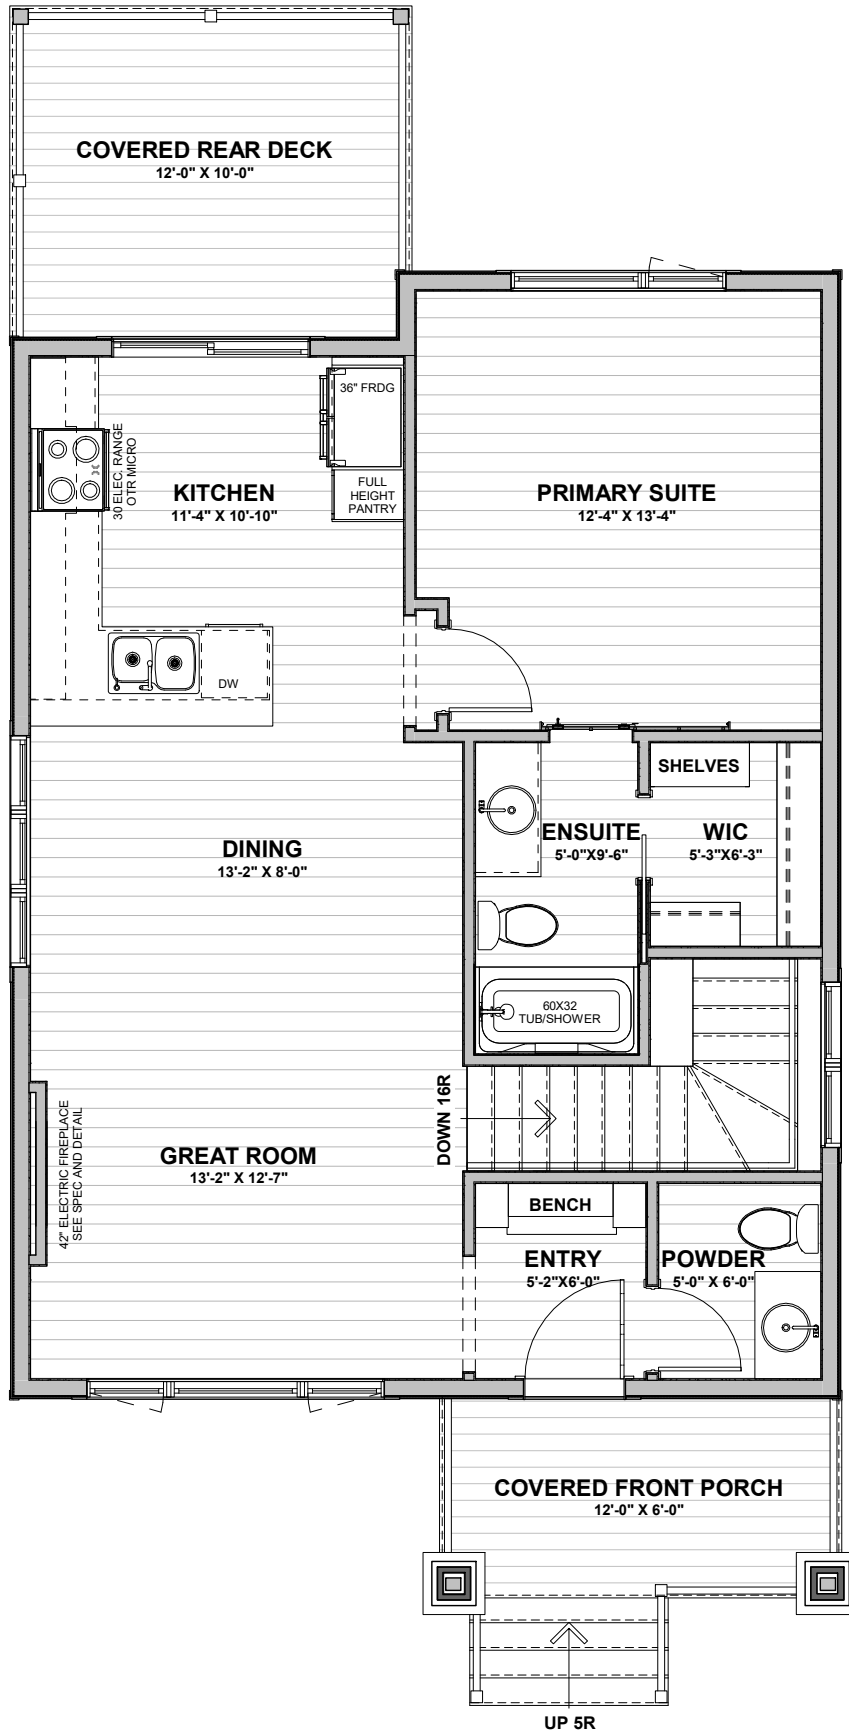 COVERED REAR DECK
12'-0" X 10'-0"
36" FRDG
FULL
HEIGHT
PANTRY
30 ELEC. RANGE
OTR MICRO
KITCHEN
11'-4" X 10'-10"
PRIMARY SUITE
12'-4" X 13'-4"
DW
SHELVES
ENSUITE
5'-0"X9'-6"
WIC
5'-3"X6'-3"
DINING
13'-2" X 8'-0"
60X32
TUB/SHOWER
DOWN 16R
42" ELECTRIC FIREPLACE
SEE SPEC AND DETAIL
GREAT ROOM
13'-2" X 12'-7"
BENCH
ENTRY
5'-2"X6'-0"
POWDER
5'-0" X 6'-0"
COVERED FRONT PORCH
12'-0" X 6'-0"
UP 5R